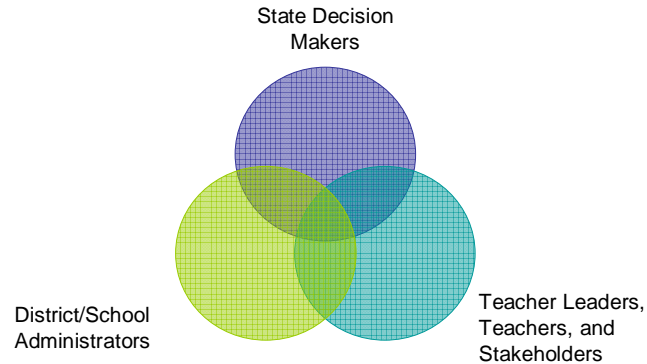 State Decision
Makers
District/School
Administrators
Teacher Leaders,
Teachers, and
Stakeholders